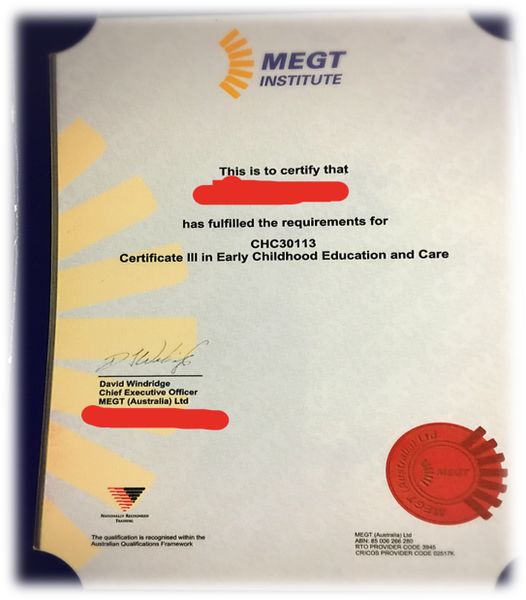 MEGT
INSTITUTE
This is to certify that
has fulfilled the requirements for
CHC30113
Certificate III in Early Childhood Education and Care
David Windridge
Chief Executive Officer
MEGT (Australia) Ltd
NATIONALLY RECOGNISED
TRAINING
The qualification is recognised within the
Australian Qualifications Framework
MEGT (Australia) Ltd
MEGT
MEGT (Australia) Ltd
ABN: 85 006 266 280
RTO PROVIDER CODE 3945
CRICOS PROVIDER CODE 02517K